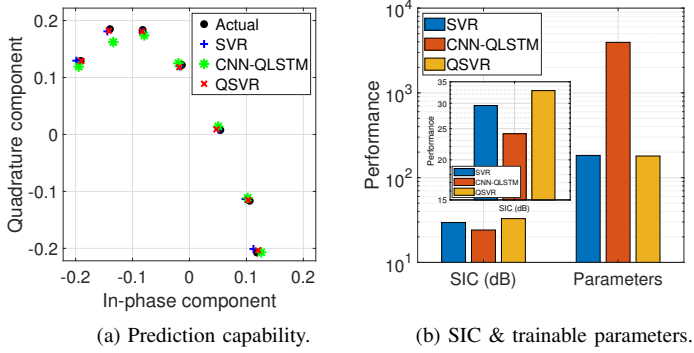 0.2
0.1
0
-0.1
-0.2
Quadrature component
Actual
SVR
CNN-QLSTM
QSVR
-0.2 -0.1 0 0.1 0.2
In-phase component
(a) Prediction capability.
10^4
10^3
10^2
10^1
Performance
SVR
CNN-QLSTM
QSVR
35
30
25
20
15
Performance
SVR
CNN-QLSTM
QSVR
SIC (dB)
SIC (dB) Parameters
(b) SIC & trainable parameters.